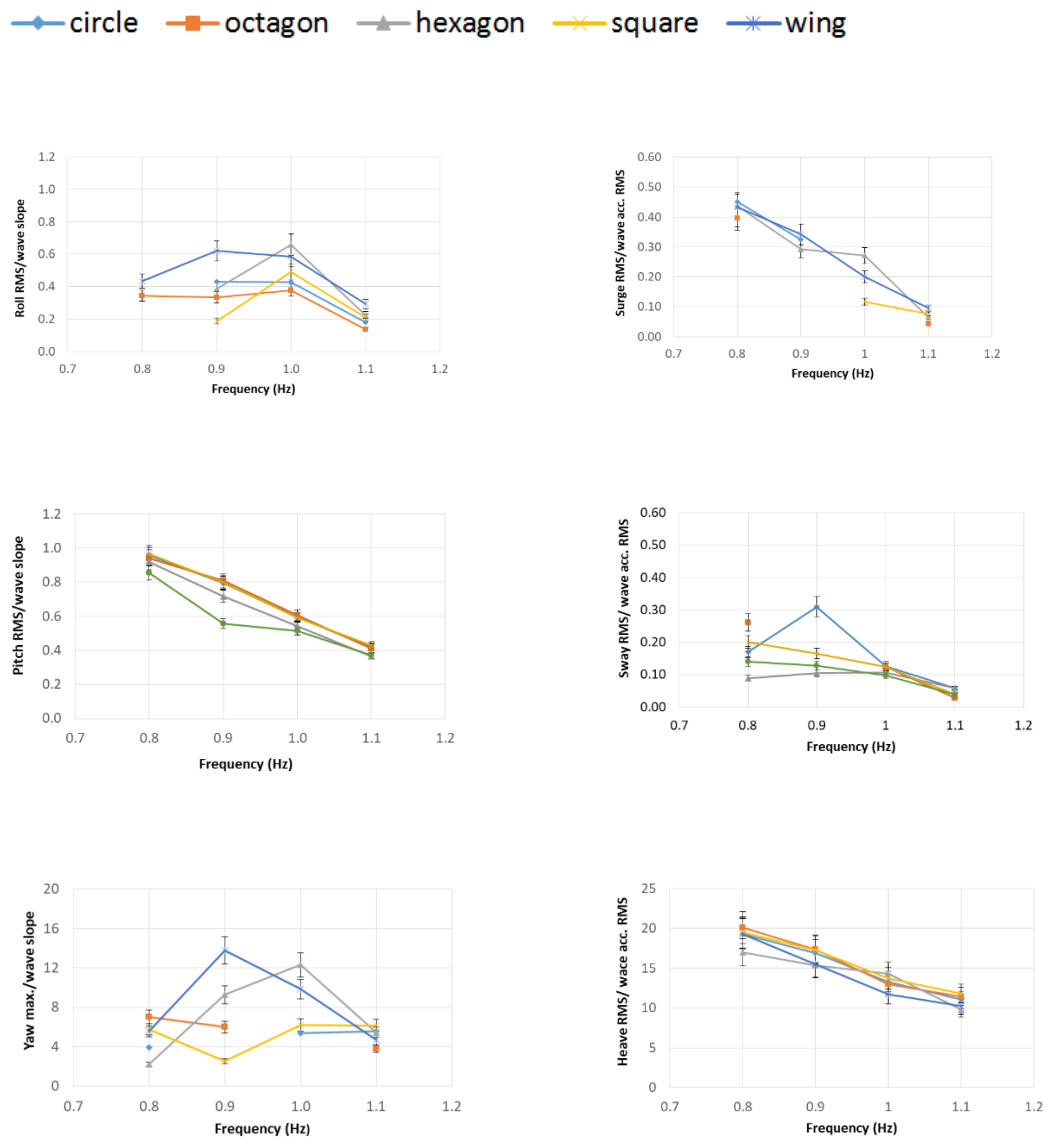 circle octagon hexagon square wing
Roll RMS/wave slope
1.2
1.0
0.8
0.6
0.4
0.2
0.0
0.7 0.8 0.9 1.0 1.1 1.2
Frequency (Hz)
Surge RMS/wave acc. RMS
0.60
0.50
0.40
0.30
0.20
0.10
0.00
0.7 0.8 0.9 1 1.1 1.2
Frequency (Hz)
Pitch RMS/wave slope
1.2
1.0
0.8
0.6
0.4
0.2
0.0
0.7 0.8 0.9 1.0 1.1 1.2
Frequency (Hz)
Sway RMS/ wave acc. RMS
0.60
0.50
0.40
0.30
0.20
0.10
0.00
0.7 0.8 0.9 1 1.1 1.2
Frequency (Hz)
Yaw max./wave slope
20
16
12
8
4
0
0.7 0.8 0.9 1.0 1.1 1.2
Frequency (Hz)
Heave RMS/ wace acc. RMS
25
20
15
10
5
0
0.7 0.8 0.9 1 1.1 1.2
Frequency (Hz)